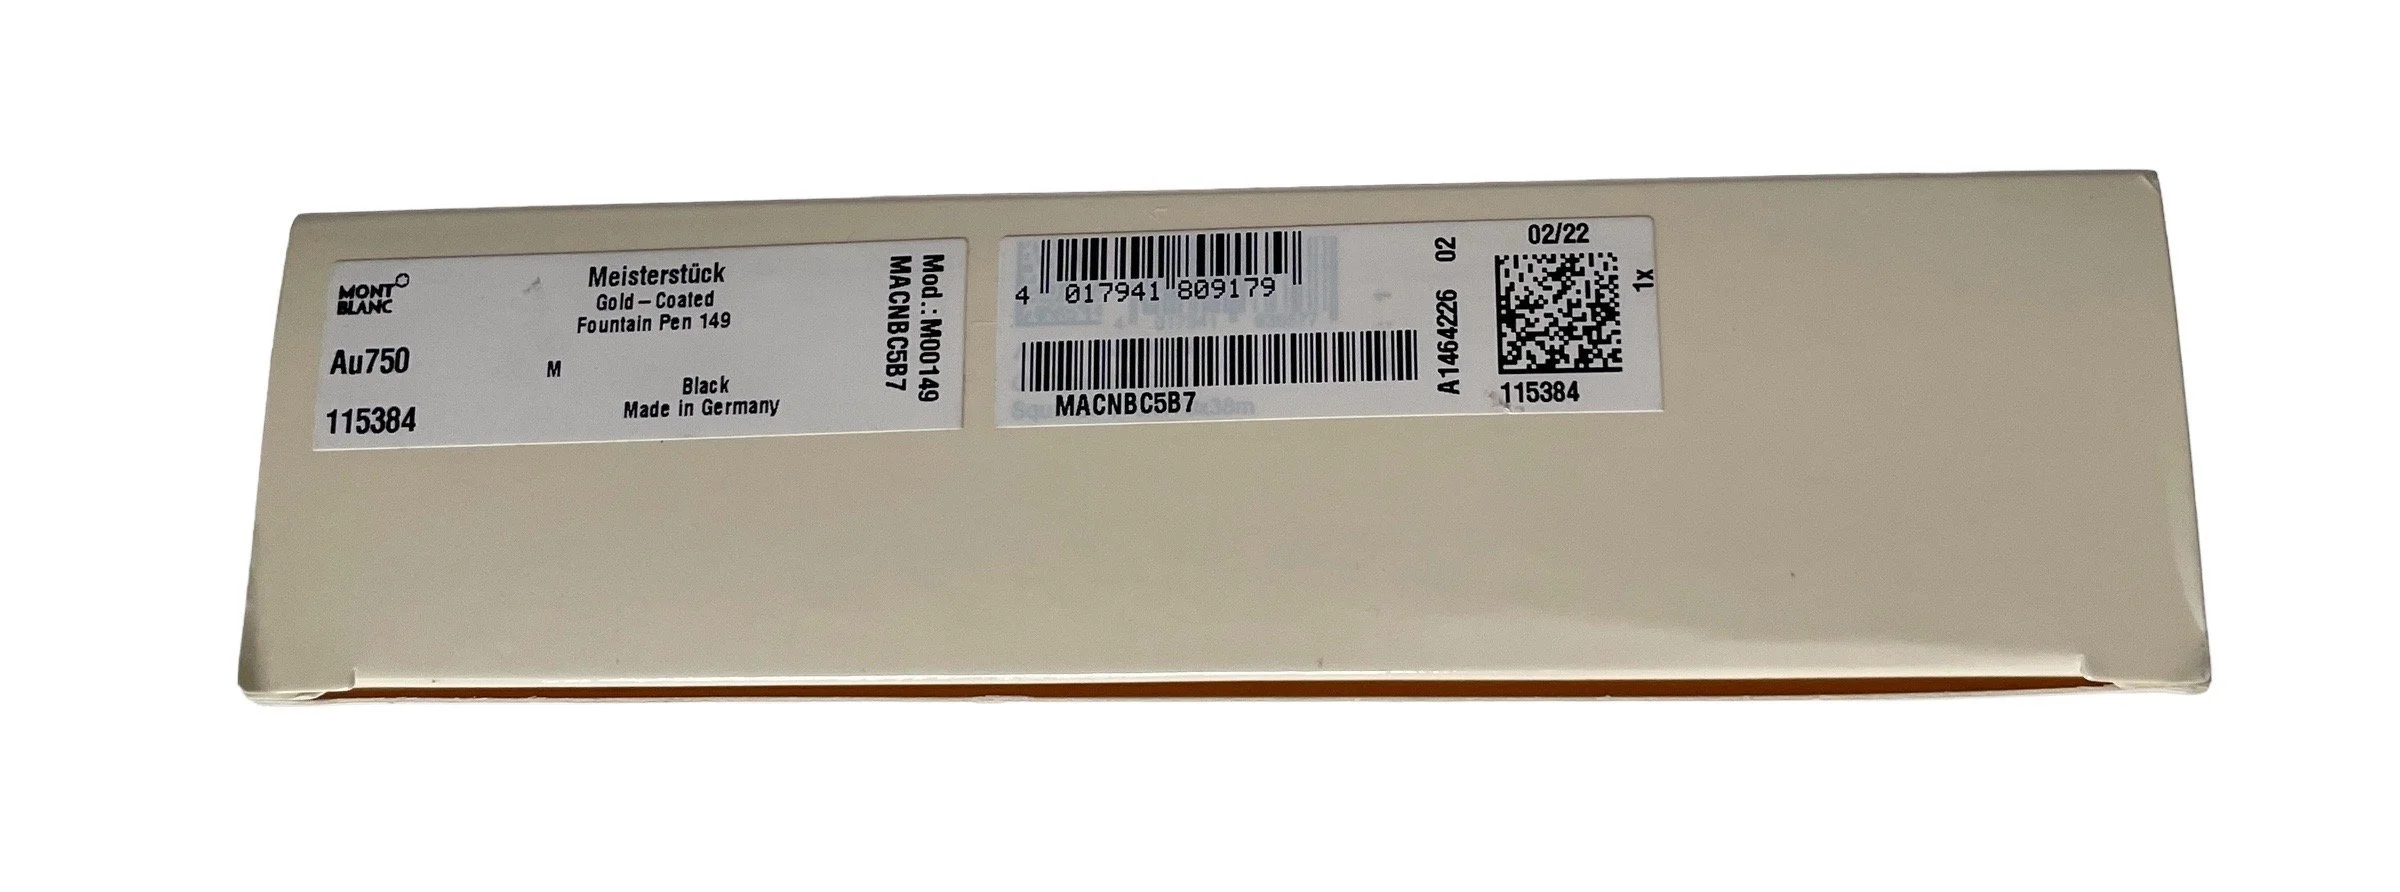 MONT
BLANC
Meisterstück
Gold-Coated
Fountain Pen 149
Au750
M
Black
Made in Germany
115384
Mod.: M00149
MACNBC5B7
4 017941 809179
MACNBC5B7
A1464226 02
02/22
1x
115384